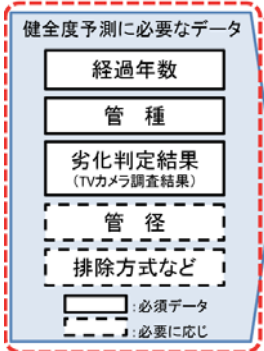 健全度予測に必要なデータ
経過年数
管　種
劣化判定結果
（TVカメラ調査結果）
管　径
排除方式など
：必須データ
：必要に応じ